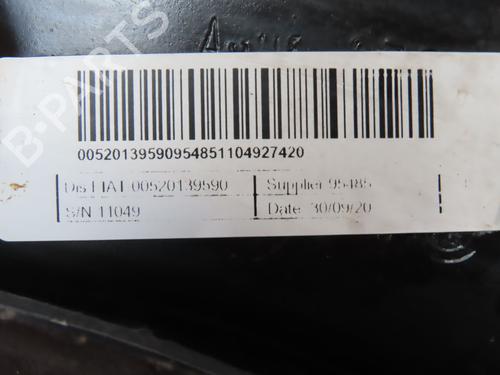 00520139590954851104927420
Dis FIAT 00520139590
Supplier 95485
S/N 11049
Date 30/09/20
B-PARTS